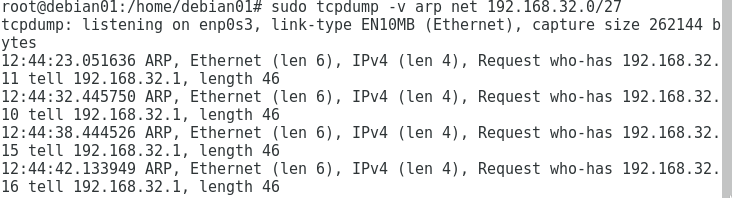 root@debian01:/home/debian01# sudo tcpdump -v arp net 192.168.32.0/27
tcpdump: listening on enp0s3, link-type EN10MB (Ethernet), capture size 262144 b
ytes
12:44:23.051636 ARP, Ethernet (len 6), IPv4 (len 4), Request who-has 192.168.32.
11 tell 192.168.32.1, length 46
12:44:32.445750 ARP, Ethernet (len 6), IPv4 (len 4), Request who-has 192.168.32.
10 tell 192.168.32.1, length 46
12:44:38.444526 ARP, Ethernet (len 6), IPv4 (len 4), Request who-has 192.168.32.
15 tell 192.168.32.1, length 46
12:44:42.133949 ARP, Ethernet (len 6), IPv4 (len 4), Request who-has 192.168.32.
16 tell 192.168.32.1, length 46